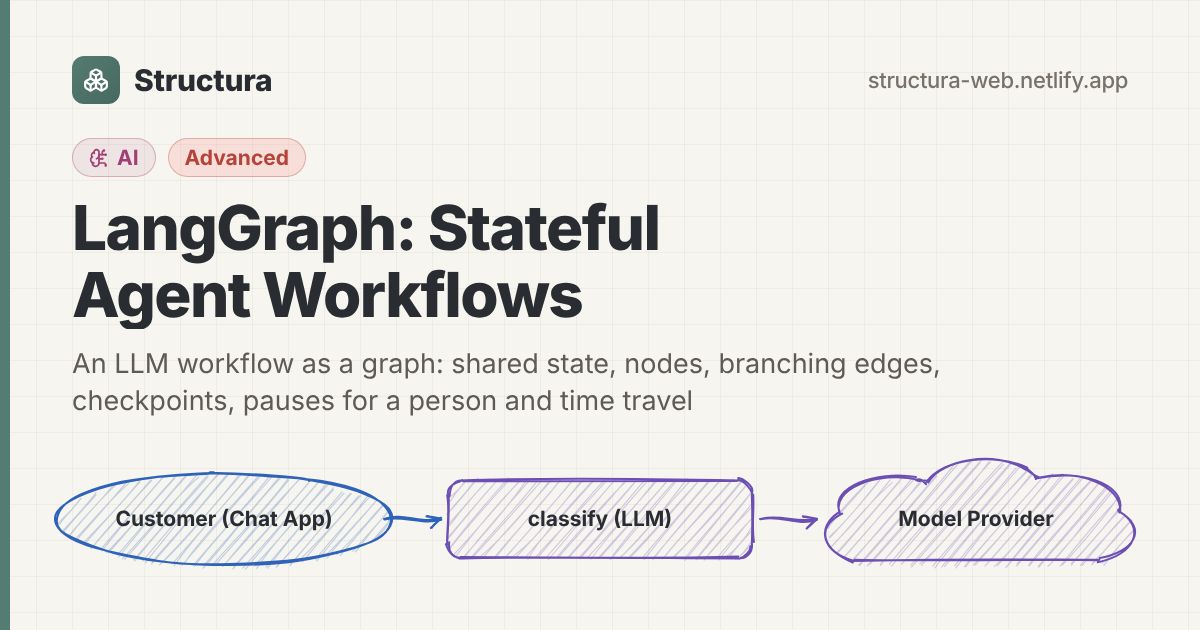 Structura
structura-web.netlify.app
AI
Advanced
LangGraph: Stateful
Agent Workflows
An LLM workflow as a graph: shared state, nodes, branching edges,
checkpoints, pauses for a person and time travel
Customer (Chat App)
classify (LLM)
Model Provider